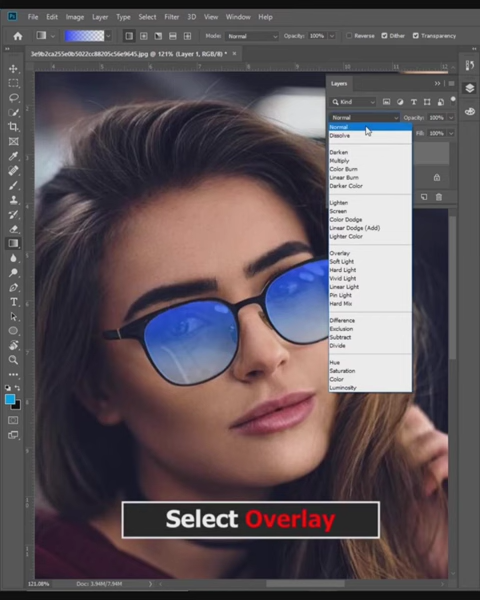 Ps File Edit Image Layer Type Select Filter 3D View Window Help
Mode: Normal Opacity: 100% Reverse Dither Transparency
3e9b2ca255e0b5022cc88205c56e9645.jpg @ 121% (Layer 1, RGB/8) *
Layers
Kind
Normal Opacity: 100%
Normal
Fill: 100%
Dissolve
Darken
Multiply
Color Burn
Linear Burn
Darker Color
Lighten
Screen
Color Dodge
Linear Dodge (Add)
Lighter Color
Overlay
Soft Light
Hard Light
Vivid Light
Linear Light
Pin Light
Hard Mix
Difference
Exclusion
Subtract
Divide
Hue
Saturation
Color
Luminosity
Select Overlay
121.08% Doc: 3.94M/7.94M